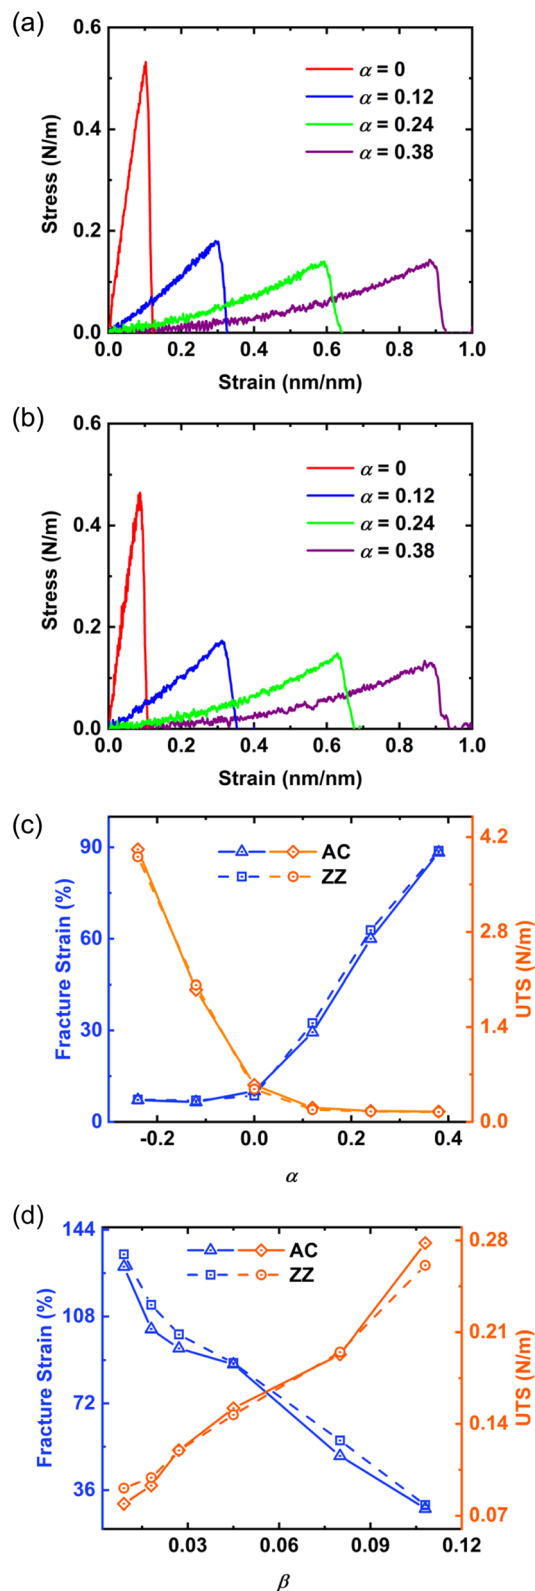 (a)
0.6
0.4
0.2
0.0
Stress (N/m)
α = 0
α = 0.12
α = 0.24
α = 0.38
0.0 0.2 0.4 0.6 0.8 1.0
Strain (nm/nm)
(b)
0.6
0.4
0.2
0.0
Stress (N/m)
α = 0
α = 0.12
α = 0.24
α = 0.38
0.0 0.2 0.4 0.6 0.8 1.0
Strain (nm/nm)
(c)
90
60
30
0
Fracture Strain (%)
AC
ZZ
4.2
2.8
1.4
0.0
UTS (N/m)
-0.2 0.0 0.2 0.4
α
(d)
144
108
72
36
Fracture Strain (%)
AC
ZZ
0.28
0.21
0.14
0.07
UTS (N/m)
0.03 0.06 0.09 0.12
β